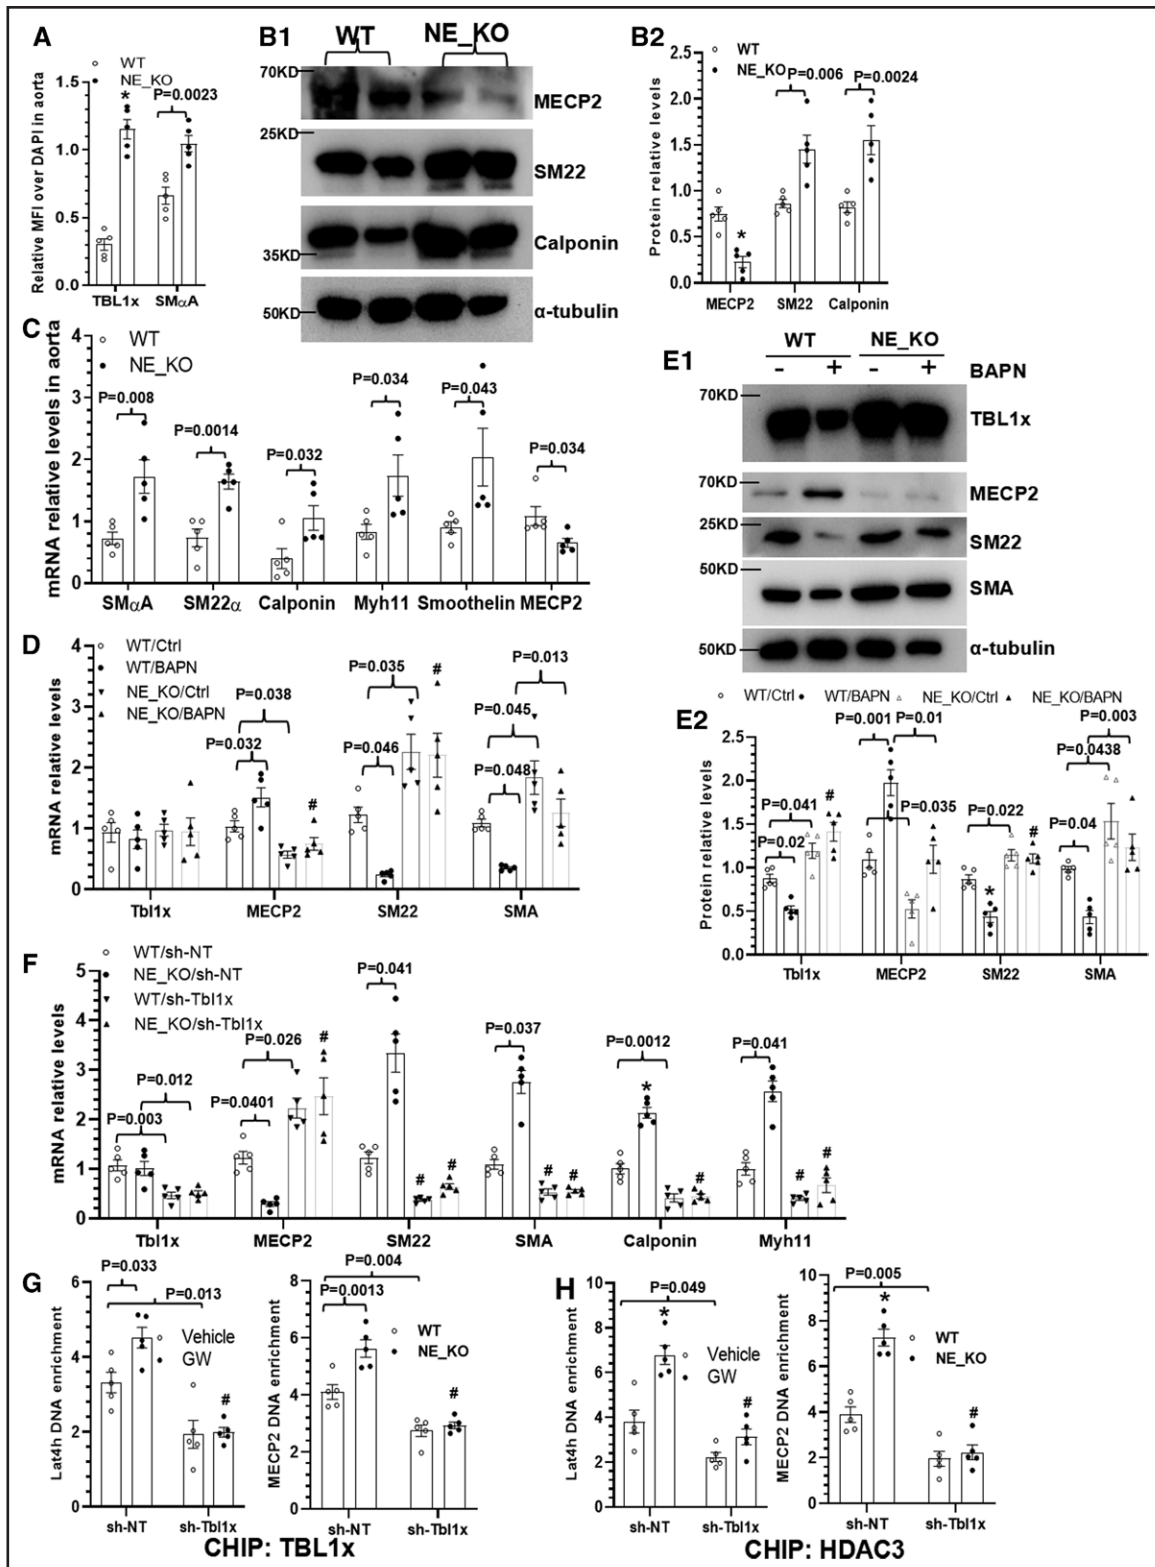 A
WT
NE_KO
Relative MFI over DAPI in aorta
1.5
1.0
0.5
0.0
*
P=0.0023
TBL1x
SMαA
B1
WT
NE_KO
70KD
MECP2
25KD
SM22
Calponin
35KD
50KD
α-tubulin
B2
WT
NE_KO
Protein relative levels
2.5
2.0
1.5
1.0
0.5
0.0
P=0.006
P=0.0024
*
MECP2
SM22
Calponin
C
WT
NE_KO
mRNA relative levels in aorta
4
3
2
1
0
P=0.008
P=0.0014
P=0.032
P=0.034
P=0.043
P=0.034
SMαA
SM22α
Calponin
Myh11
Smoothelin
MECP2
D
WT/Ctrl
WT/BAPN
NE_KO/Ctrl
NE_KO/BAPN
mRNA relative levels
4
3
2
1
0
P=0.038
P=0.032
#
P=0.035
P=0.046
#
P=0.013
P=0.045
P=0.048
Tbl1x
MECP2
SM22
SMA
E1
WT
NE_KO
- + - +
BAPN
70KD
TBL1x
70KD
MECP2
25KD
SM22
50KD
SMA
50KD
α-tubulin
E2
WT/Ctrl
WT/BAPN
NE_KO/Ctrl
NE_KO/BAPN
Protein relative levels
2.5
2.0
1.5
1.0
0.5
0.0
P=0.041
P=0.02
#
P=0.001
P=0.01
P=0.035
P=0.022
*
#
P=0.003
P=0.0438
P=0.04
Tbl1x
MECP2
SM22
SMA
F
WT/sh-NT
NE_KO/sh-NT
WT/sh-Tbl1x
NE_KO/sh-Tbl1x
mRNA relative levels
5
4
3
2
1
0
P=0.012
P=0.003
P=0.026
P=0.0401
#
P=0.041
#
#
P=0.037
#
#
P=0.0012
*
#
P=0.041
#
#
Tbl1x
MECP2
SM22
SMA
Calponin
Myh11
G
Lat4h DNA enrichment
6
4
2
0
P=0.033
P=0.013
Vehicle
GW
#
sh-NT
sh-Tbl1x
MECP2 DNA enrichment
8
6
4
2
0
P=0.004
P=0.0013
WT
NE_KO
#
sh-NT
sh-Tbl1x
CHIP: TBL1x
H
Lat4h DNA enrichment
10
8
6
4
2
0
P=0.049
*
Vehicle
GW
#
sh-NT
sh-Tbl1x
MECP2 DNA enrichment
10
8
6
4
2
0
P=0.005
*
WT
NE_KO
#
sh-NT
sh-Tbl1x
CHIP: HDAC3